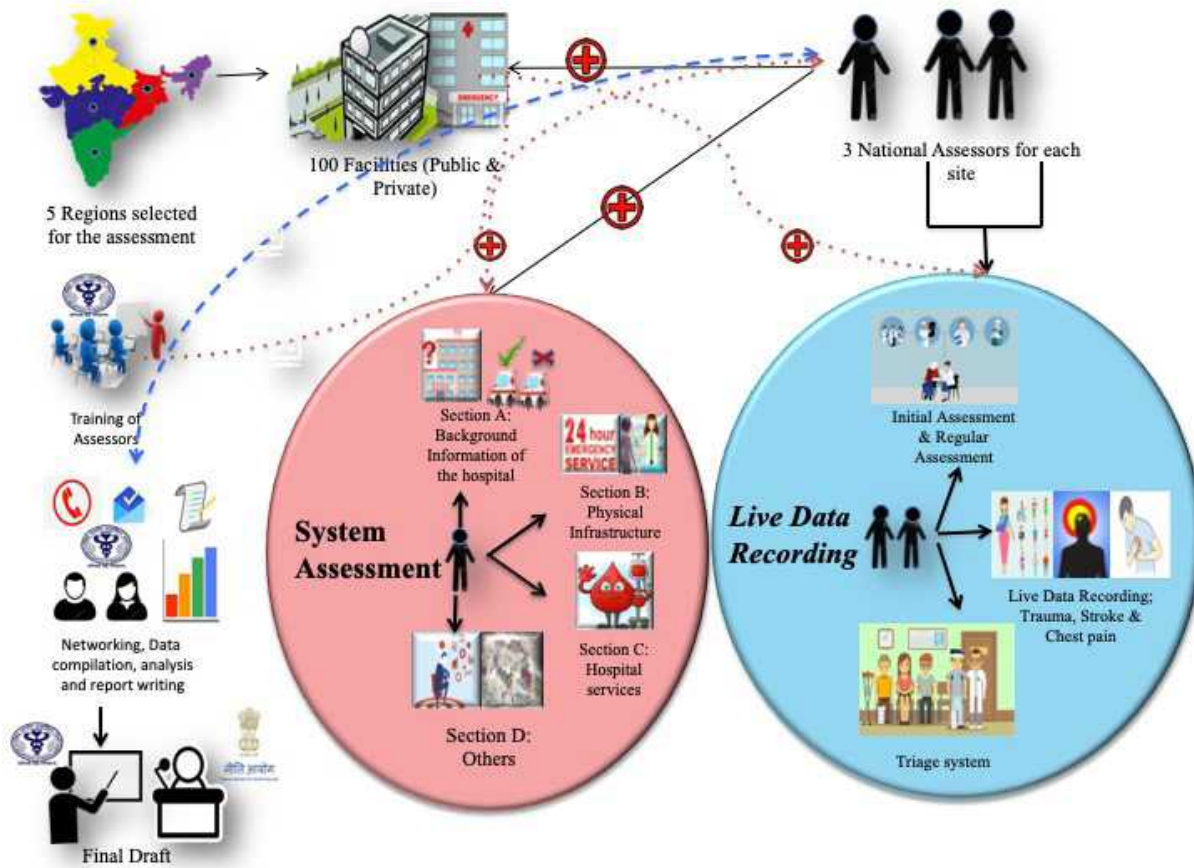 5 Regions selected
for the assessment
EMERGENCY
100 Facilities (Public &
Private)
3 National Assessors for each
site
Training of
Assessors
Networking, Data
compilation, analysis
and report writing
नीति आयोग
Final Draft
System
Assessment
?
Section A:
Background
Information of
the hospital
24 hour
EMERGENCY
SERVICE
Section B:
Physical
Infrastructure
Section C:
Hospital
services
Section D:
Others
Live Data
Recording
Initial Assessment
& Regular
Assessment
Live Data Recording;
Trauma, Stroke &
Chest pain
Triage system